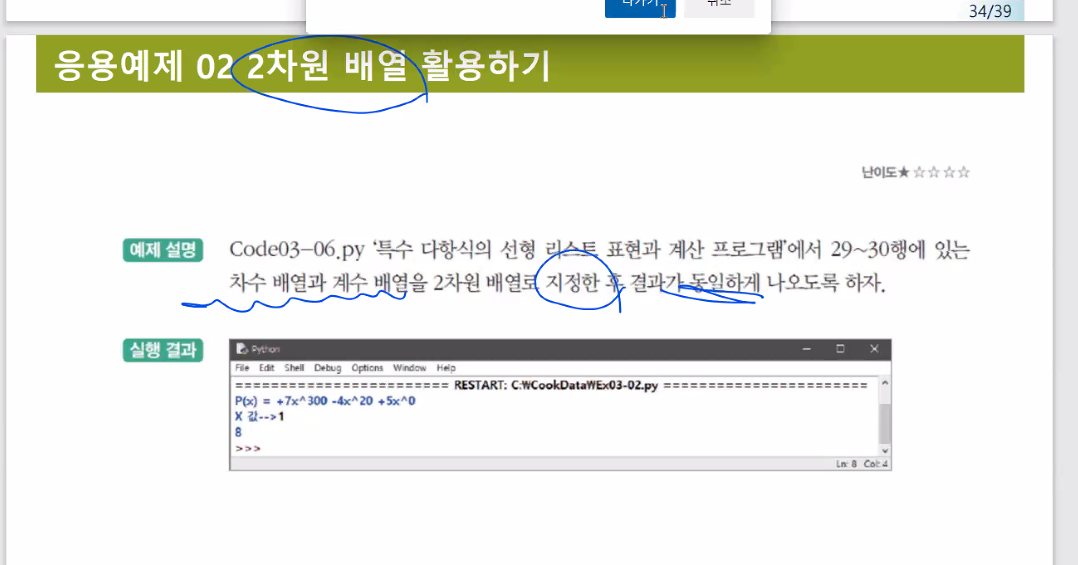 취소
34/39
응용예제 02 2차원 배열 활용하기
난이도★☆☆☆☆
예제 설명
Code03-06.py '특수 다항식의 선형 리스트 표현과 계산 프로그램'에서 29~30행에 있는
차수 배열과 계수 배열을 2차원 배열로 지정한 후 결과가 동일하게 나오도록 하자.
실행 결과
Python
File Edit Shell Debug Options Window Help
======================== RESTART: C:₩CookData₩Ex03-02.py ========================
P(x) = +7x^300 -4x^20 +5x^0
X 값-->1
8
>>>
Ln: 8 Col: 4